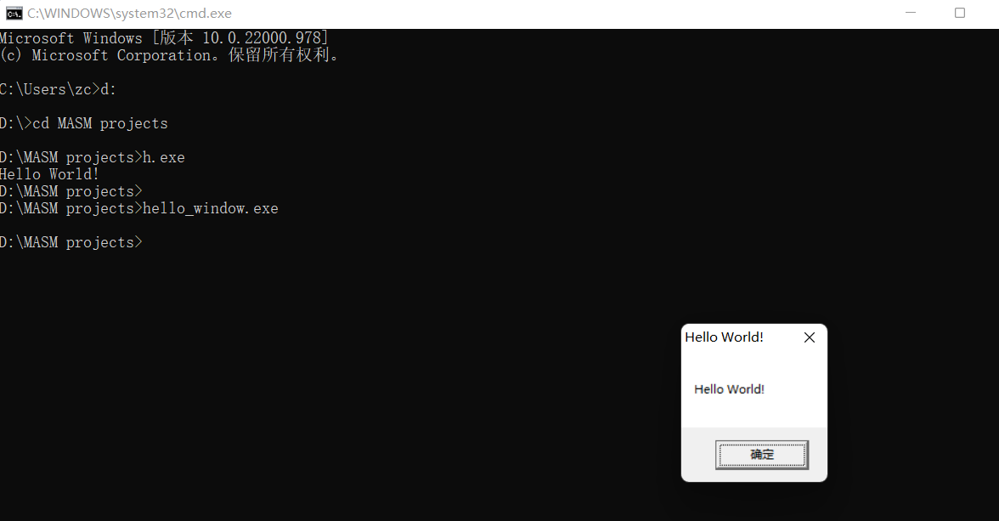 C:\WINDOWS\system32\cmd.exe
Microsoft Windows [版本 10.0.22000.978]
(c) Microsoft Corporation。保留所有权利。
C:\Users\zc>d:
D:\>cd MASM projects
D:\MASM projects>h.exe
Hello World!
D:\MASM projects>
D:\MASM projects>hello_window.exe
D:\MASM projects>
Hello World!
Hello World!
确定